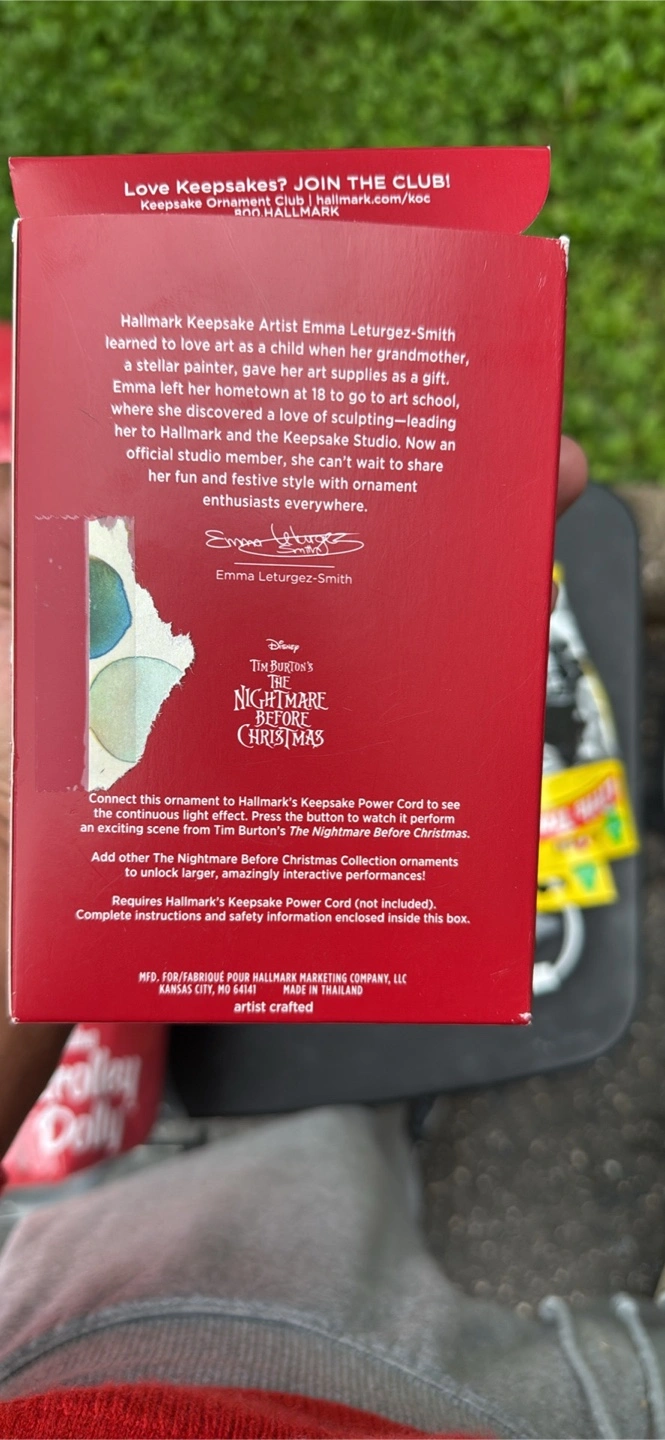 Love Keepsakes? JOIN THE CLUB!
Keepsake Ornament Club | hallmark.com/koc
800.HALLMARK
Hallmark Keepsake Artist Emma Leturgez-Smith
learned to love art as a child when her grandmother,
a stellar painter, gave her art supplies as a gift.
Emma left her hometown at 18 to go to art school,
where she discovered a love of sculpting—leading
her to Hallmark and the Keepsake Studio. Now an
official studio member, she can't wait to share
her fun and festive style with ornament
enthusiasts everywhere.
Emma Leturgez
Smith
Emma Leturgez-Smith
Disney
TIM BURTON'S
THE
NIGHTMARE
BEFORE
CHRISTMAS
Connect this ornament to Hallmark's Keepsake Power Cord to see
the continuous light effect. Press the button to watch it perform
an exciting scene from Tim Burton's The Nightmare Before Christmas.
Add other The Nightmare Before Christmas Collection ornaments
to unlock larger, amazingly interactive performances!
Requires Hallmark's Keepsake Power Cord (not included).
Complete instructions and safety information enclosed inside this box.
MFD. FOR/FABRIQUÉ POUR HALLMARK MARKETING COMPANY, LLC
KANSAS CITY, MO 64141 MADE IN THAILAND
artist crafted
Dolly